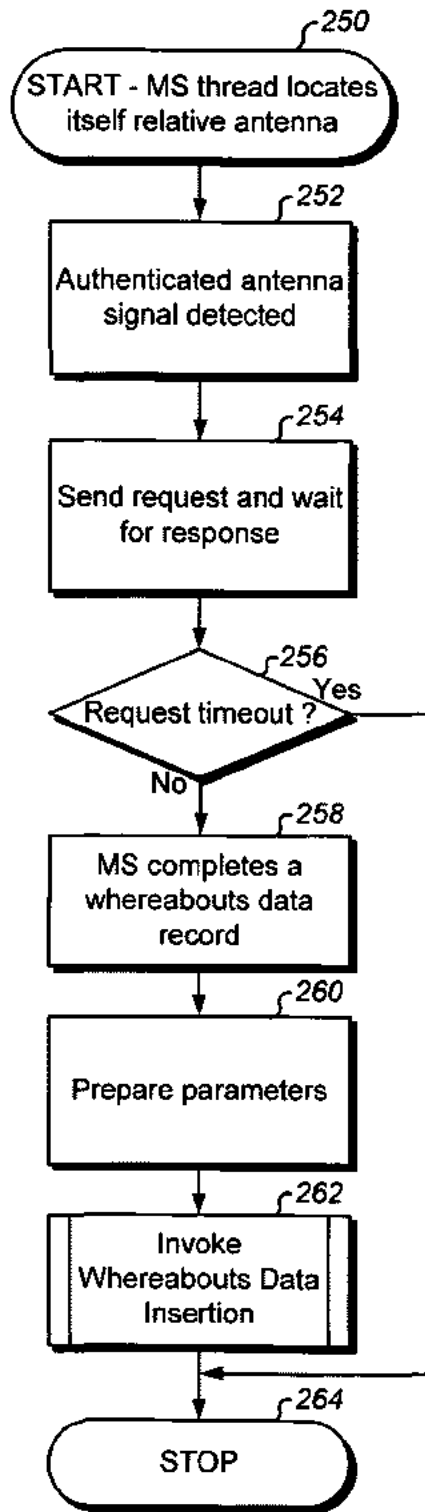 250
START - MS thread locates
itself relative antenna
252
Authenticated antenna
signal detected
254
Send request and wait
for response
256
Request timeout ?
Yes
No
258
MS completes a
whereabouts data
record
260
Prepare parameters
262
Invoke
Whereabouts Data
Insertion
264
STOP